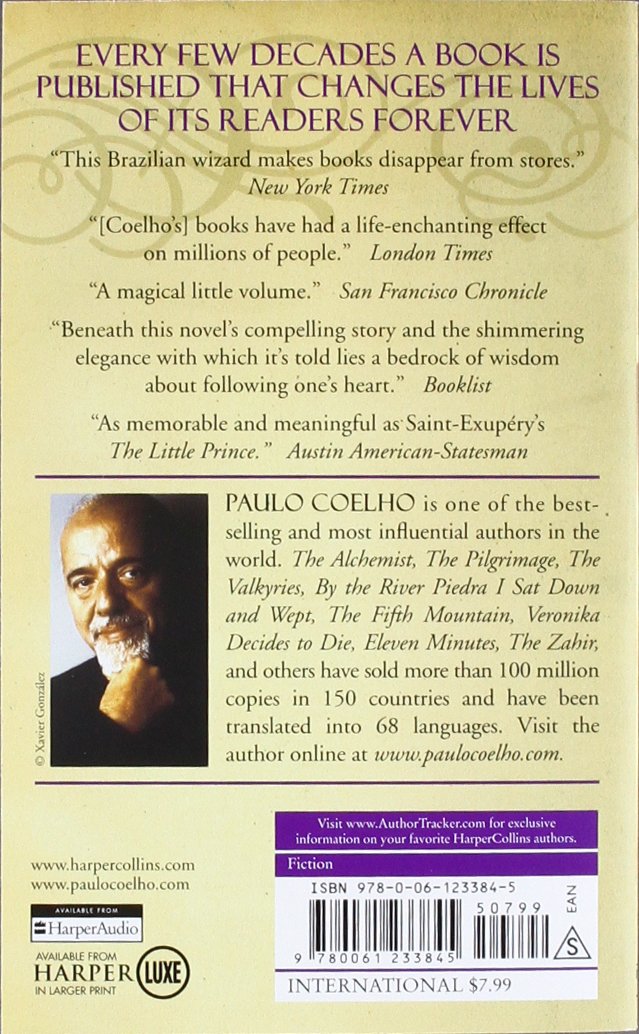 EVERY FEW DECADES A BOOK IS
PUBLISHED THAT CHANGES THE LIVES
OF ITS READERS FOREVER
“This Brazilian wizard makes books disappear from stores.”
New York Times
“[Coelho's] books have had a life-enchanting effect
on millions of people.” London Times
“A magical little volume.” San Francisco Chronicle
“Beneath this novel's compelling story and the shimmering
elegance with which it's told lies a bedrock of wisdom
about following one's heart.” Booklist
“As memorable and meaningful as Saint-Exupéry's
The Little Prince.” Austin American-Statesman
PAULO COELHO is one of the best-
selling and most influential authors in the
world. The Alchemist, The Pilgrimage, The
Valkyries, By the River Piedra I Sat Down
and Wept, The Fifth Mountain, Veronika
Decides to Die, Eleven Minutes, The Zahir,
and others have sold more than 100 million
copies in 150 countries and have been
translated into 68 languages. Visit the
author online at www.paulocoelho.com.
© Xavier González
Visit www.AuthorTracker.com for exclusive
information on your favorite HarperCollins authors.
Fiction
www.harpercollins.com
www.paulocoelho.com
AVAILABLE FROM
HarperAudio
AVAILABLE FROM
HARPER LUXE
IN LARGER PRINT
ISBN 978-0-06-123384-5
50799
EAN
9 780061 233845
S
INTERNATIONAL $7.99